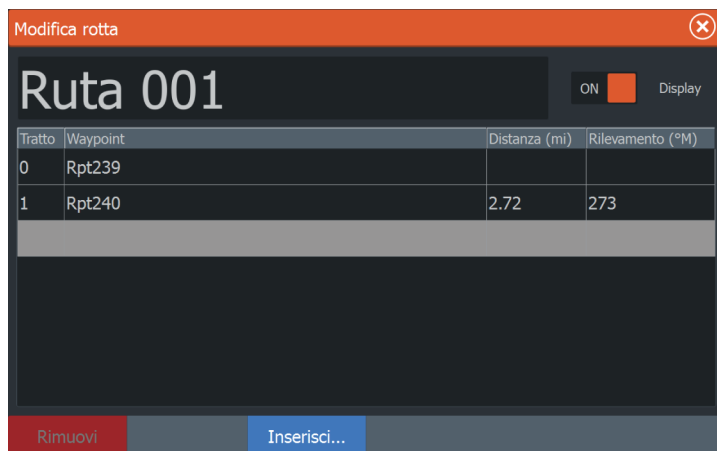 Modifica rotta
Ruta 001
ON Display
Tratto Waypoint Distanza (mi) Rilevamento (°M)
0 Rpt239
1 Rpt240 2.72 273
Rimuovi Inserisci...